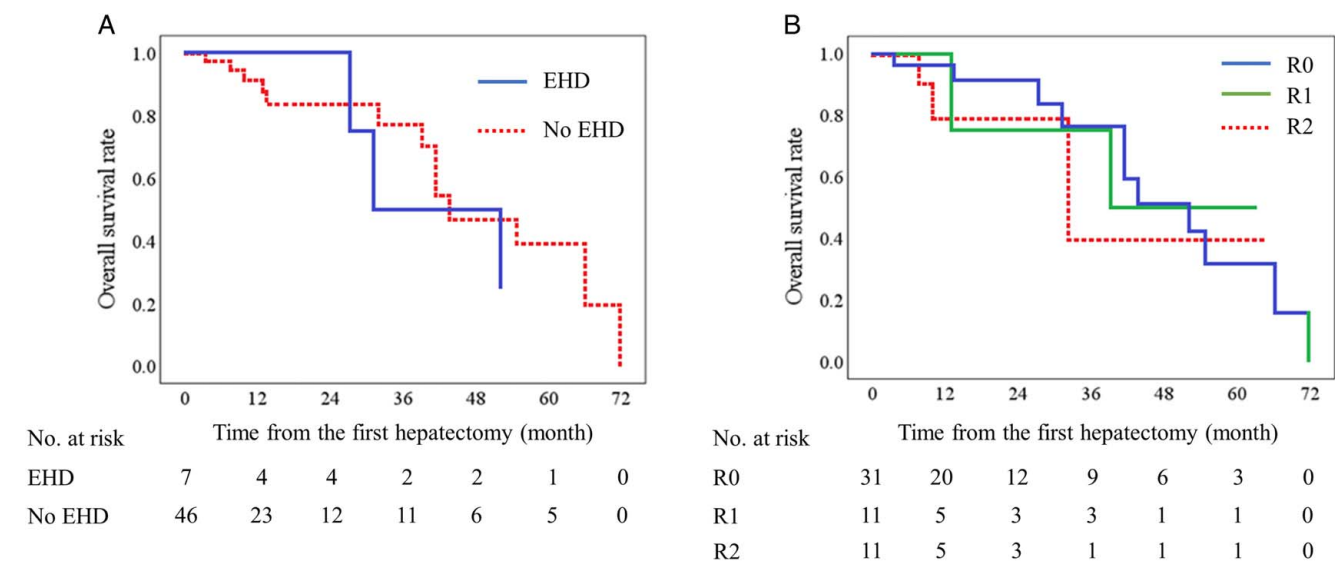 A
Overall survival rate
1.0
0.8
0.6
0.4
0.2
0.0
EHD
No EHD
0 12 24 36 48 60 72
Time from the first hepatectomy (month)
No. at risk
EHD 7 4 4 2 2 1 0
No EHD 46 23 12 11 6 5 0
B
Overall survival rate
1.0
0.8
0.6
0.4
0.2
0.0
R0
R1
R2
0 12 24 36 48 60 72
Time from the first hepatectomy (month)
No. at risk
R0 31 20 12 9 6 3 0
R1 11 5 3 3 1 1 0
R2 11 5 3 1 1 1 0